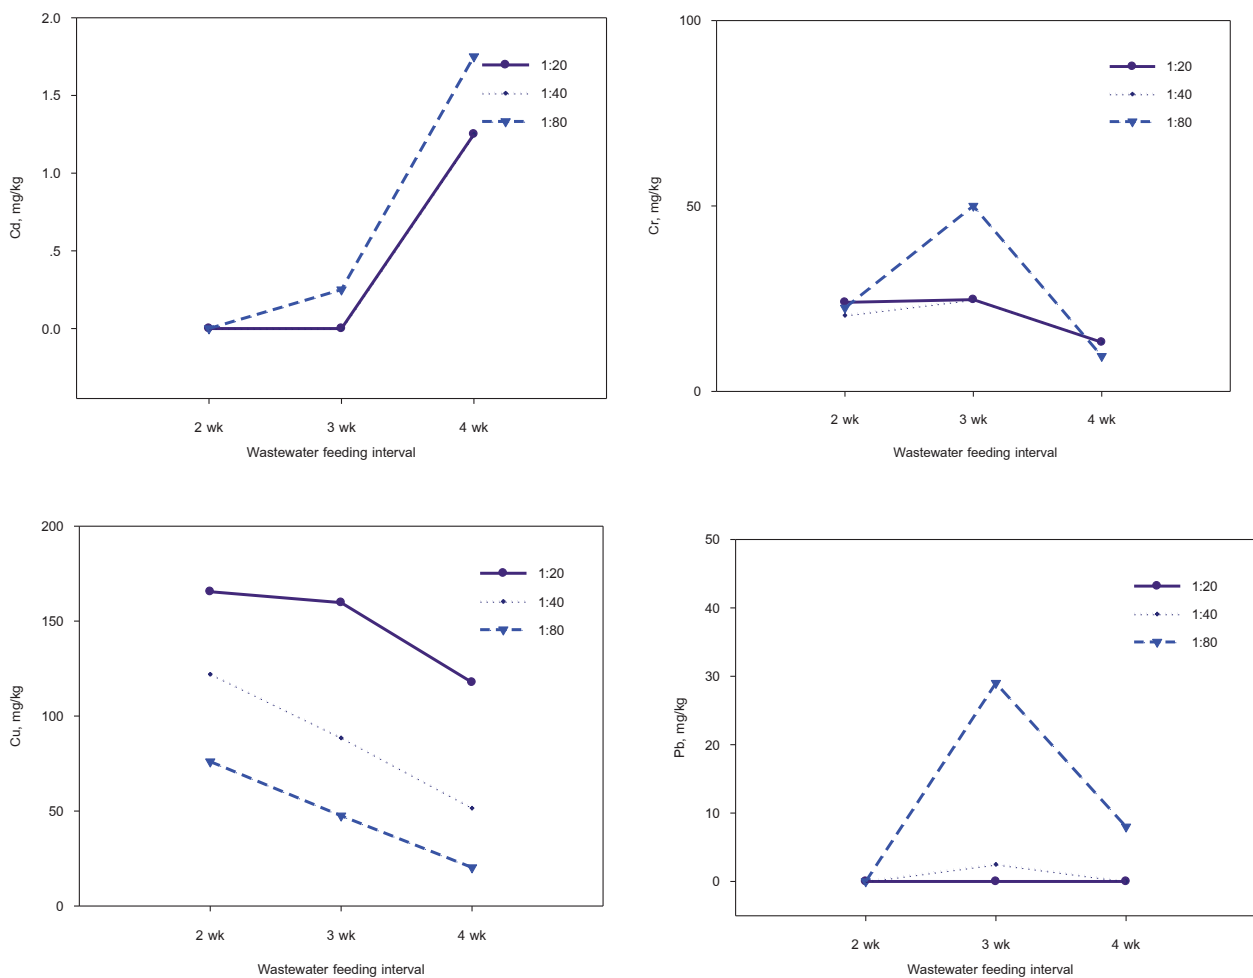 2.0
1.5
1.0
.5
0.0
Cd, mg/kg
1:20
1:40
1:80
2 wk 3 wk 4 wk
Wastewater feeding interval
100
50
0
Cr, mg/kg
1:20
1:40
1:80
2 wk 3 wk 4 wk
Wastewater feeding interval
200
150
100
50
0
Cu, mg/kg
1:20
1:40
1:80
2 wk 3 wk 4 wk
Wastewater feeding interval
50
40
30
20
10
0
Pb, mg/kg
1:20
1:40
1:80
2 wk 3 wk 4 wk
Wastewater feeding interval